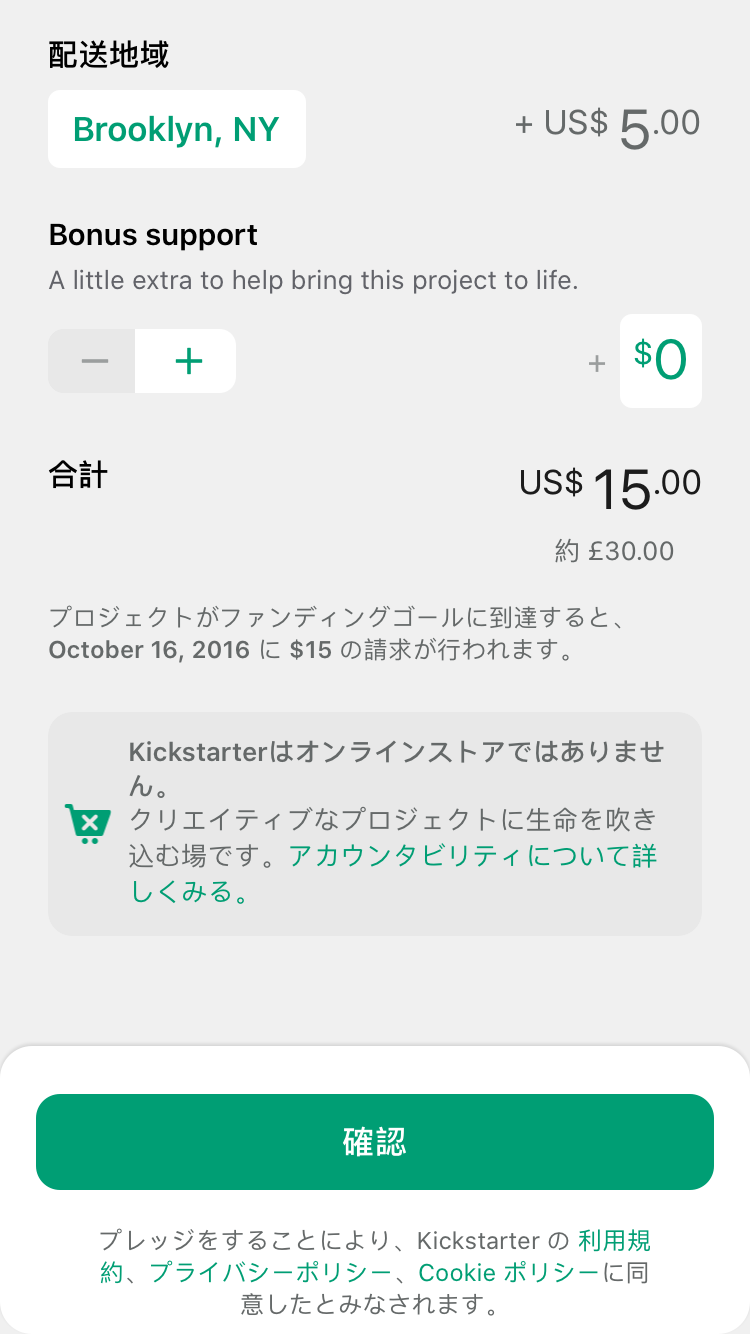 配送地域
Brooklyn, NY
+ US$ 5.00
Bonus support
A little extra to help bring this project to life.
− +
+ $0
合計
US$ 15.00
約 £30.00
プロジェクトがファンディングゴールに到達すると、
October 16, 2016 に $15 の請求が行われます。
Kickstarterはオンラインストアではありませ
ん。
クリエイティブなプロジェクトに生命を吹き
込む場です。アカウンタビリティについて詳
しくみる。
確認
プレッジをすることにより、Kickstarter の 利用規
約、プライバシーポリシー、Cookie ポリシーに同
意したとみなされます。